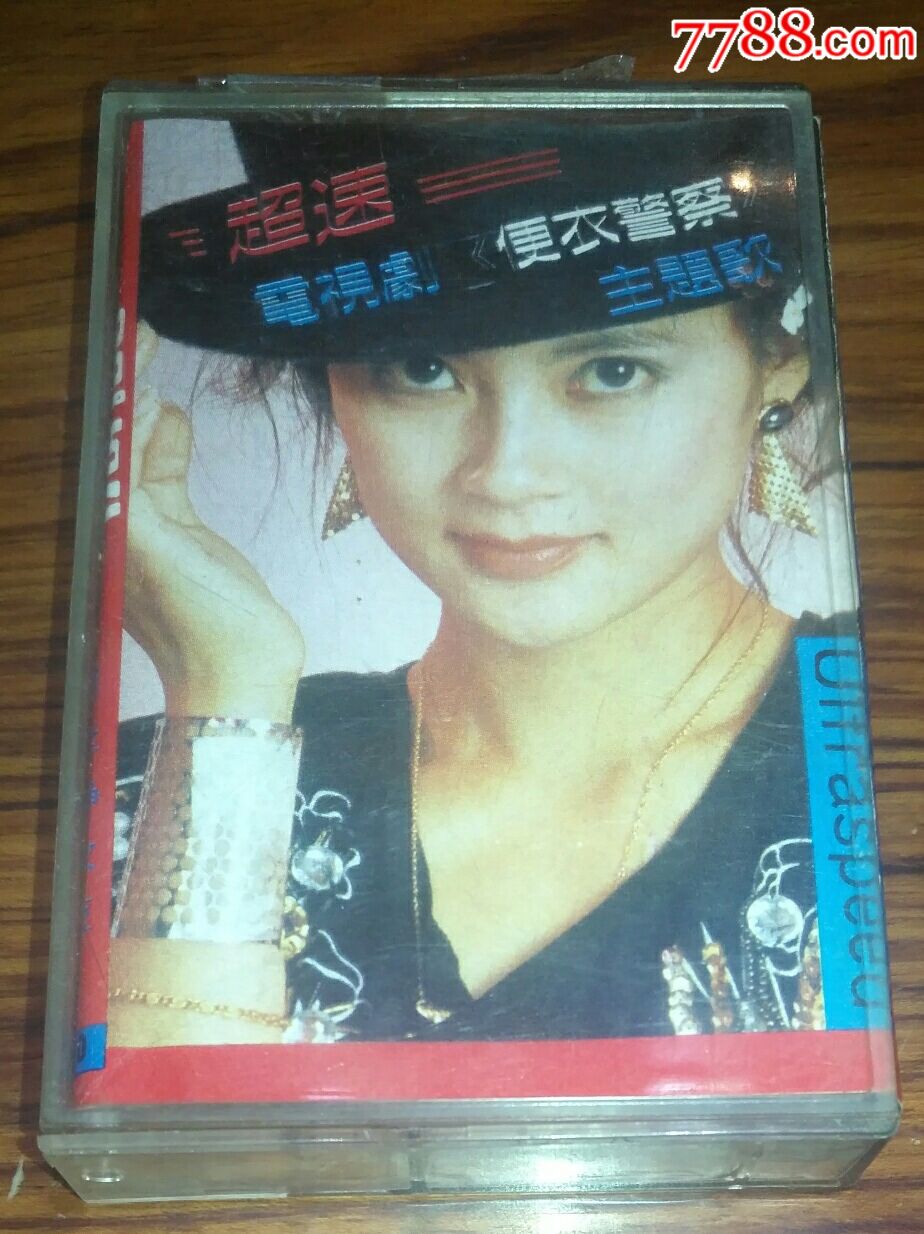 7788.com
超速
《便衣警察》
電視劇
主題歌
Ultraspeed